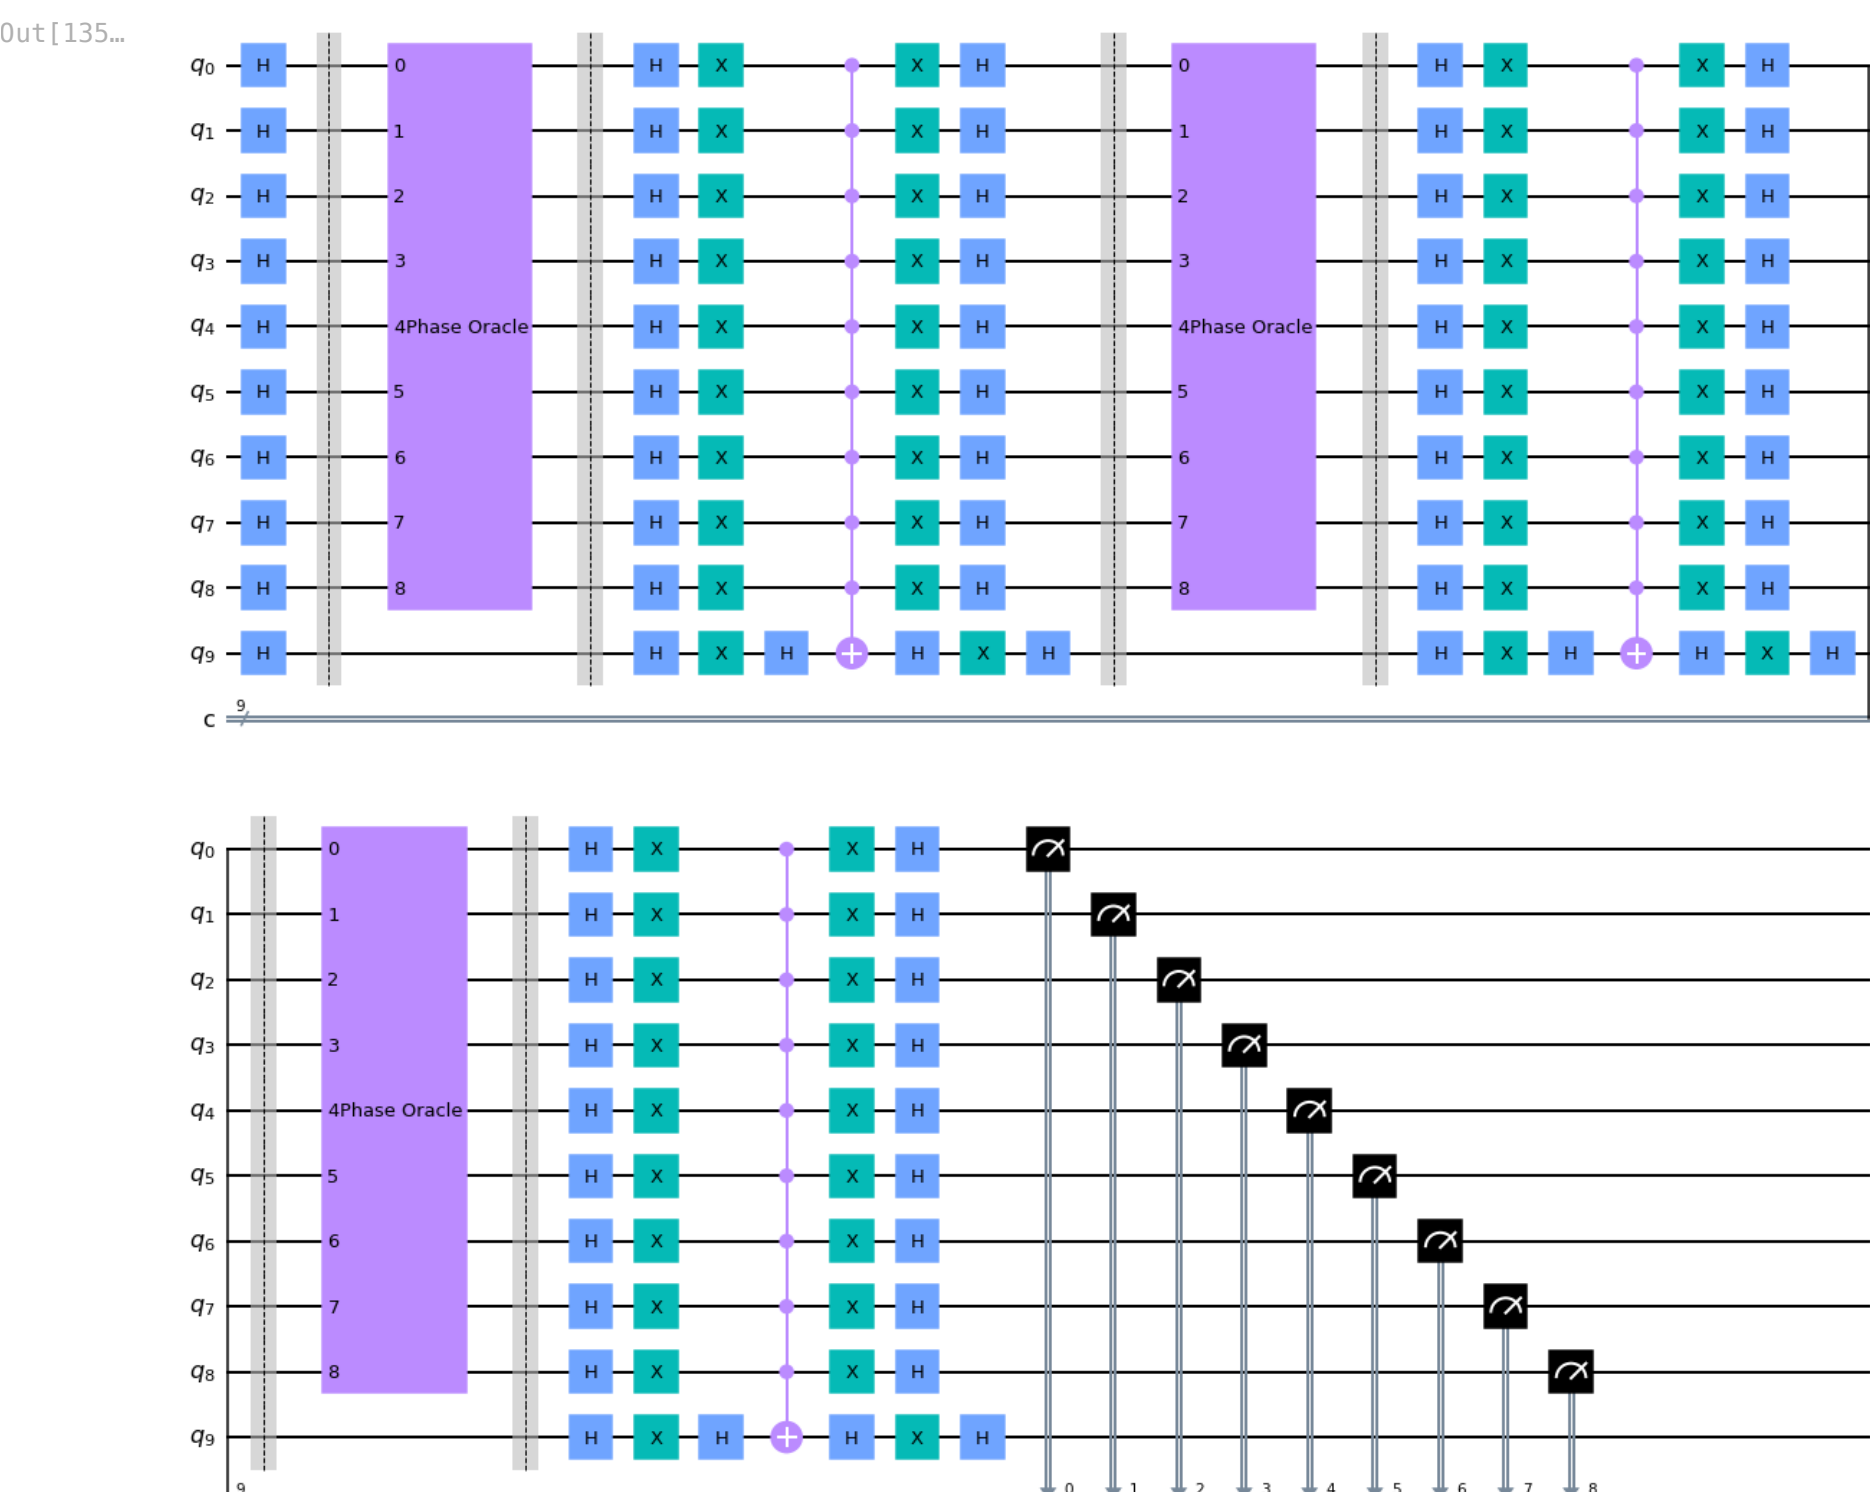 Out[135…
q0 H 0 H X X H 0 H X X H
q1 H 1 H X X H 1 H X X H
q2 H 2 H X X H 2 H X X H
q3 H 3 H X X H 3 H X X H
q4 H 4Phase Oracle H X X H 4Phase Oracle H X X H
q5 H 5 H X X H 5 H X X H
q6 H 6 H X X H 6 H X X H
q7 H 7 H X X H 7 H X X H
q8 H 8 H X X H 8 H X X H
q9 H H X H H X H H X H H X H
9
c
q0 0 H X X H
q1 1 H X X H
q2 2 H X X H
q3 3 H X X H
q4 4Phase Oracle H X X H
q5 5 H X X H
q6 6 H X X H
q7 7 H X X H
q8 8 H X X H
q9 H X H H X H
9 0 1 2 3 4 5 6 7 8